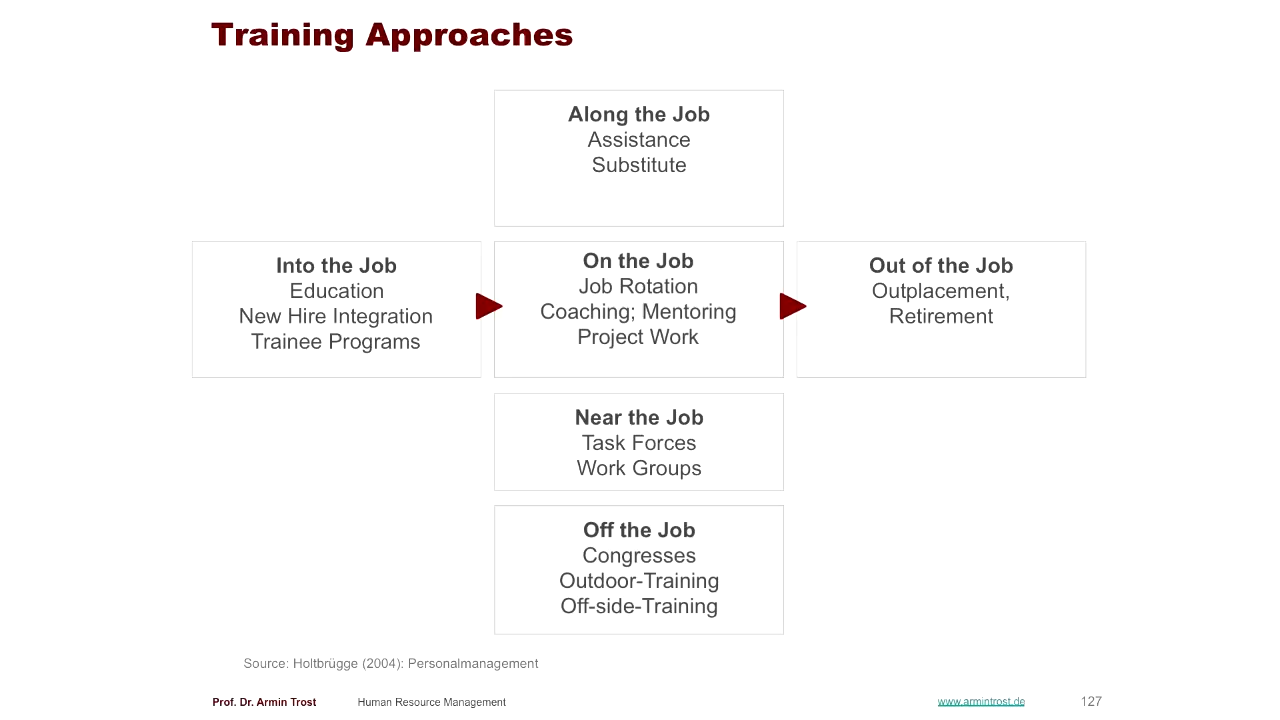 Training Approaches
Along the Job
Assistance
Substitute
Into the Job
Education
New Hire Integration
Trainee Programs
On the Job
Job Rotation
Coaching; Mentoring
Project Work
Out of the Job
Outplacement,
Retirement
Near the Job
Task Forces
Work Groups
Off the Job
Congresses
Outdoor-Training
Off-side-Training
Source: Holtbrügge (2004): Personalmanagement
Prof. Dr. Armin Trost Human Resource Management www.armintrost.de 127